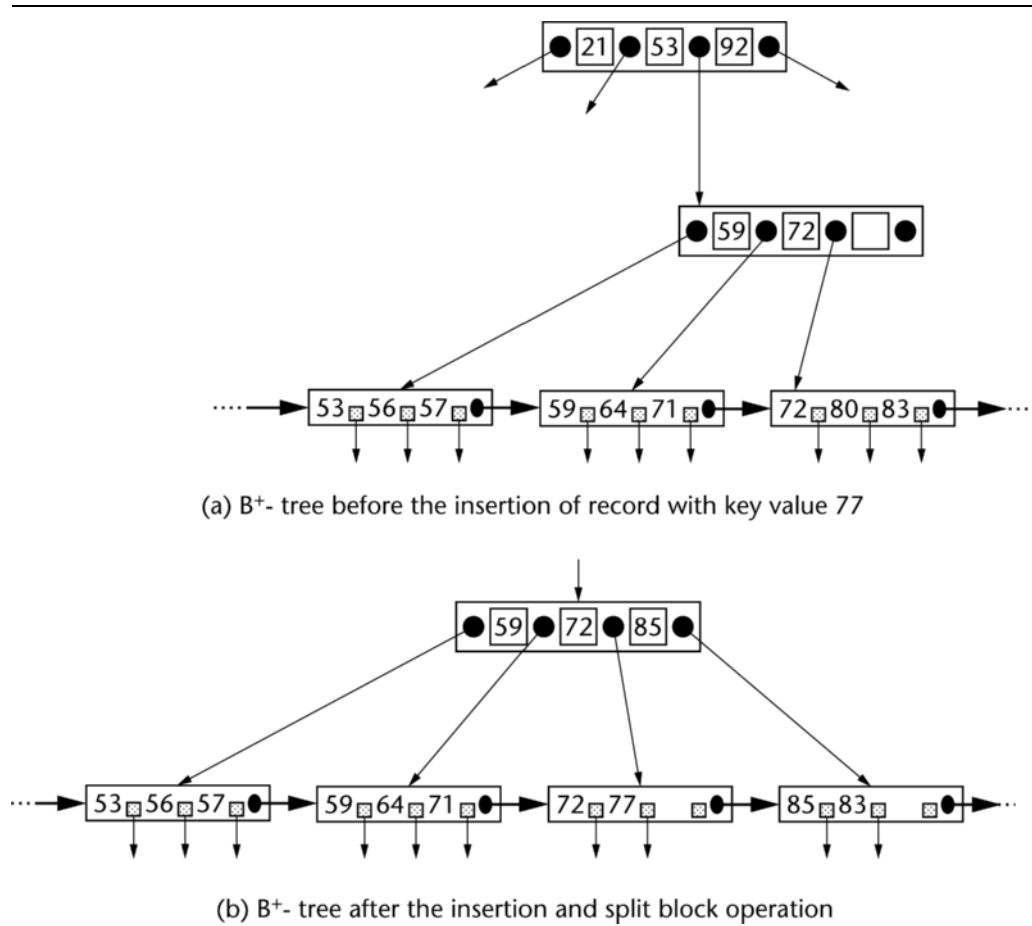 21 53 92
59 72
53 56 57 59 64 71 72 80 83
(a) B⁺- tree before the insertion of record with key value 77
59 72 85
53 56 57 59 64 71 72 77 85 83
(b) B⁺- tree after the insertion and split block operation